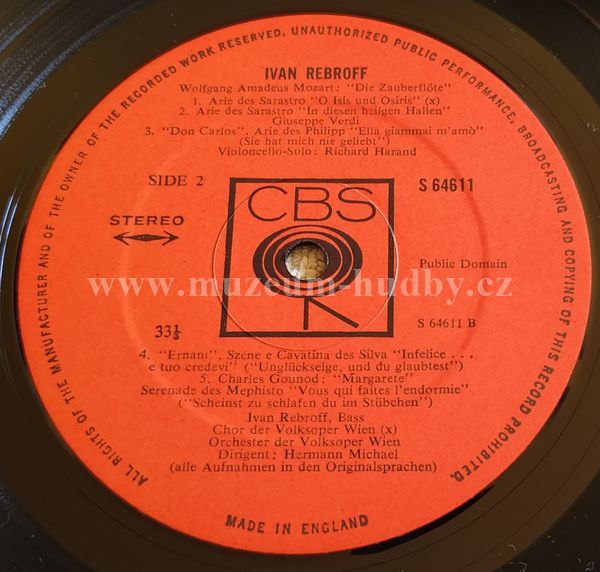 ALL RIGHTS OF THE MANUFACTURER AND OF THE OWNER OF THE RECORDED WORK RESERVED. UNAUTHORIZED PUBLIC PERFORMANCE, BROADCASTING AND COPYING OF THIS RECORD PROHIBITED.
IVAN REBROFF
Wolfgang Amadeus Mozart: "Die Zauberflöte"
1. Arie des Sarastro "O Isis und Osiris" (x)
2. Arie des Sarastro "In diesen heiligen Hallen"
Giuseppe Verdi
3. "Don Carlos", Arie des Philipp "Ella giammai m'amò"
(Sie hat mich nie geliebt")
Violoncello-Solo: Richard Harand
SIDE 2
CBS
S 64611
STEREO
Public Domain
www.muzeum-hudby.cz
33⅓
S 64611 B
4. "Ernani", Szene e Cavatina des Silva "Infelice . . .
e tuo credevi" ("Unglückselge, und du glaubtest")
5. Charles Gounod; "Margarete"
Serenade des Mephisto "Vous qui faites l'endormie"
("Scheinst zu schlafen du im Stübchen")
Ivan Rebroff, Bass
Chor der Volksoper Wien (x)
Orchester der Volksoper Wien
Dirigent: Hermann Michael
(alle Aufnahmen in den Originalsprachen)
MADE IN ENGLAND